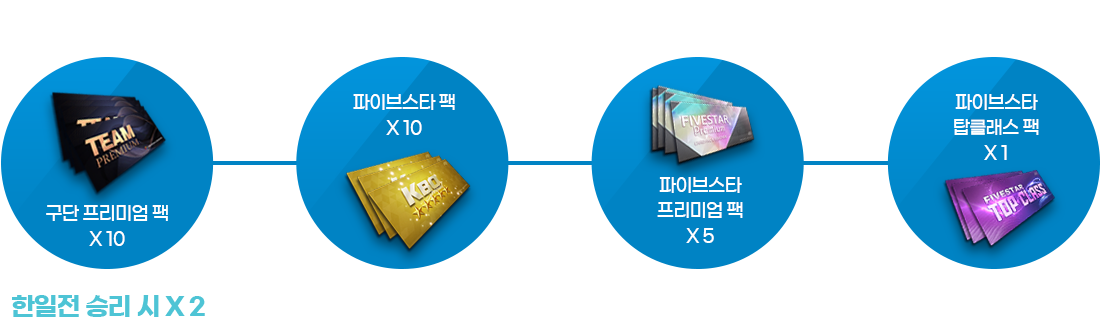 TEAM
PREMIUM
구단 프리미엄 팩
X 10
파이브스타 팩
X 10
KBO
FIVESTAR
Premium
파이브스타
프리미엄 팩
X 5
파이브스타
탑클래스 팩
X 1
FIVESTAR
TOP CLASS
한일전 승리 시 X 2